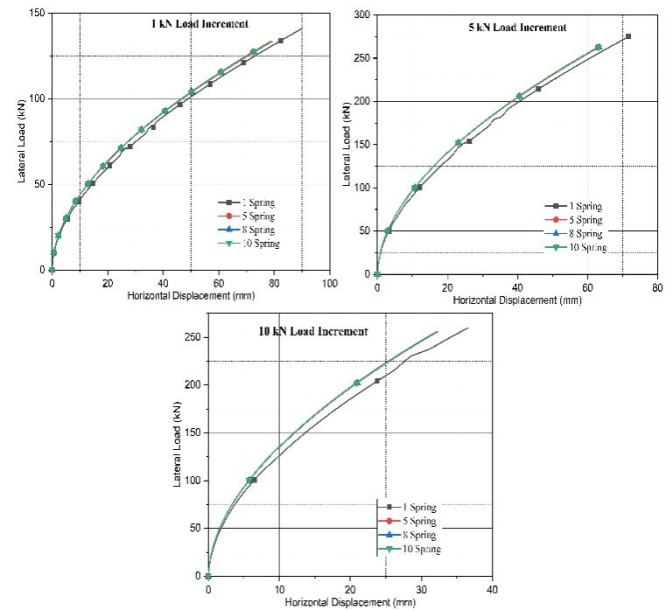 1 kN Load Increment
150
100
50
0
Lateral Load (kN)
1 Spring
5 Spring
8 Spring
10 Spring
0 20 40 60 80 100
Horizontal Displacement (mm)
5 kN Load Increment
300
250
200
150
100
50
0
Lateral Load (kN)
1 Spring
5 Spring
8 Spring
10 Spring
0 20 40 60 80
Horizontal Displacement (mm)
10 kN Load Increment
250
200
150
100
50
0
Lateral Load (kN)
1 Spring
5 Spring
8 Spring
10 Spring
0 10 20 30 40
Horizontal Displacement (mm)